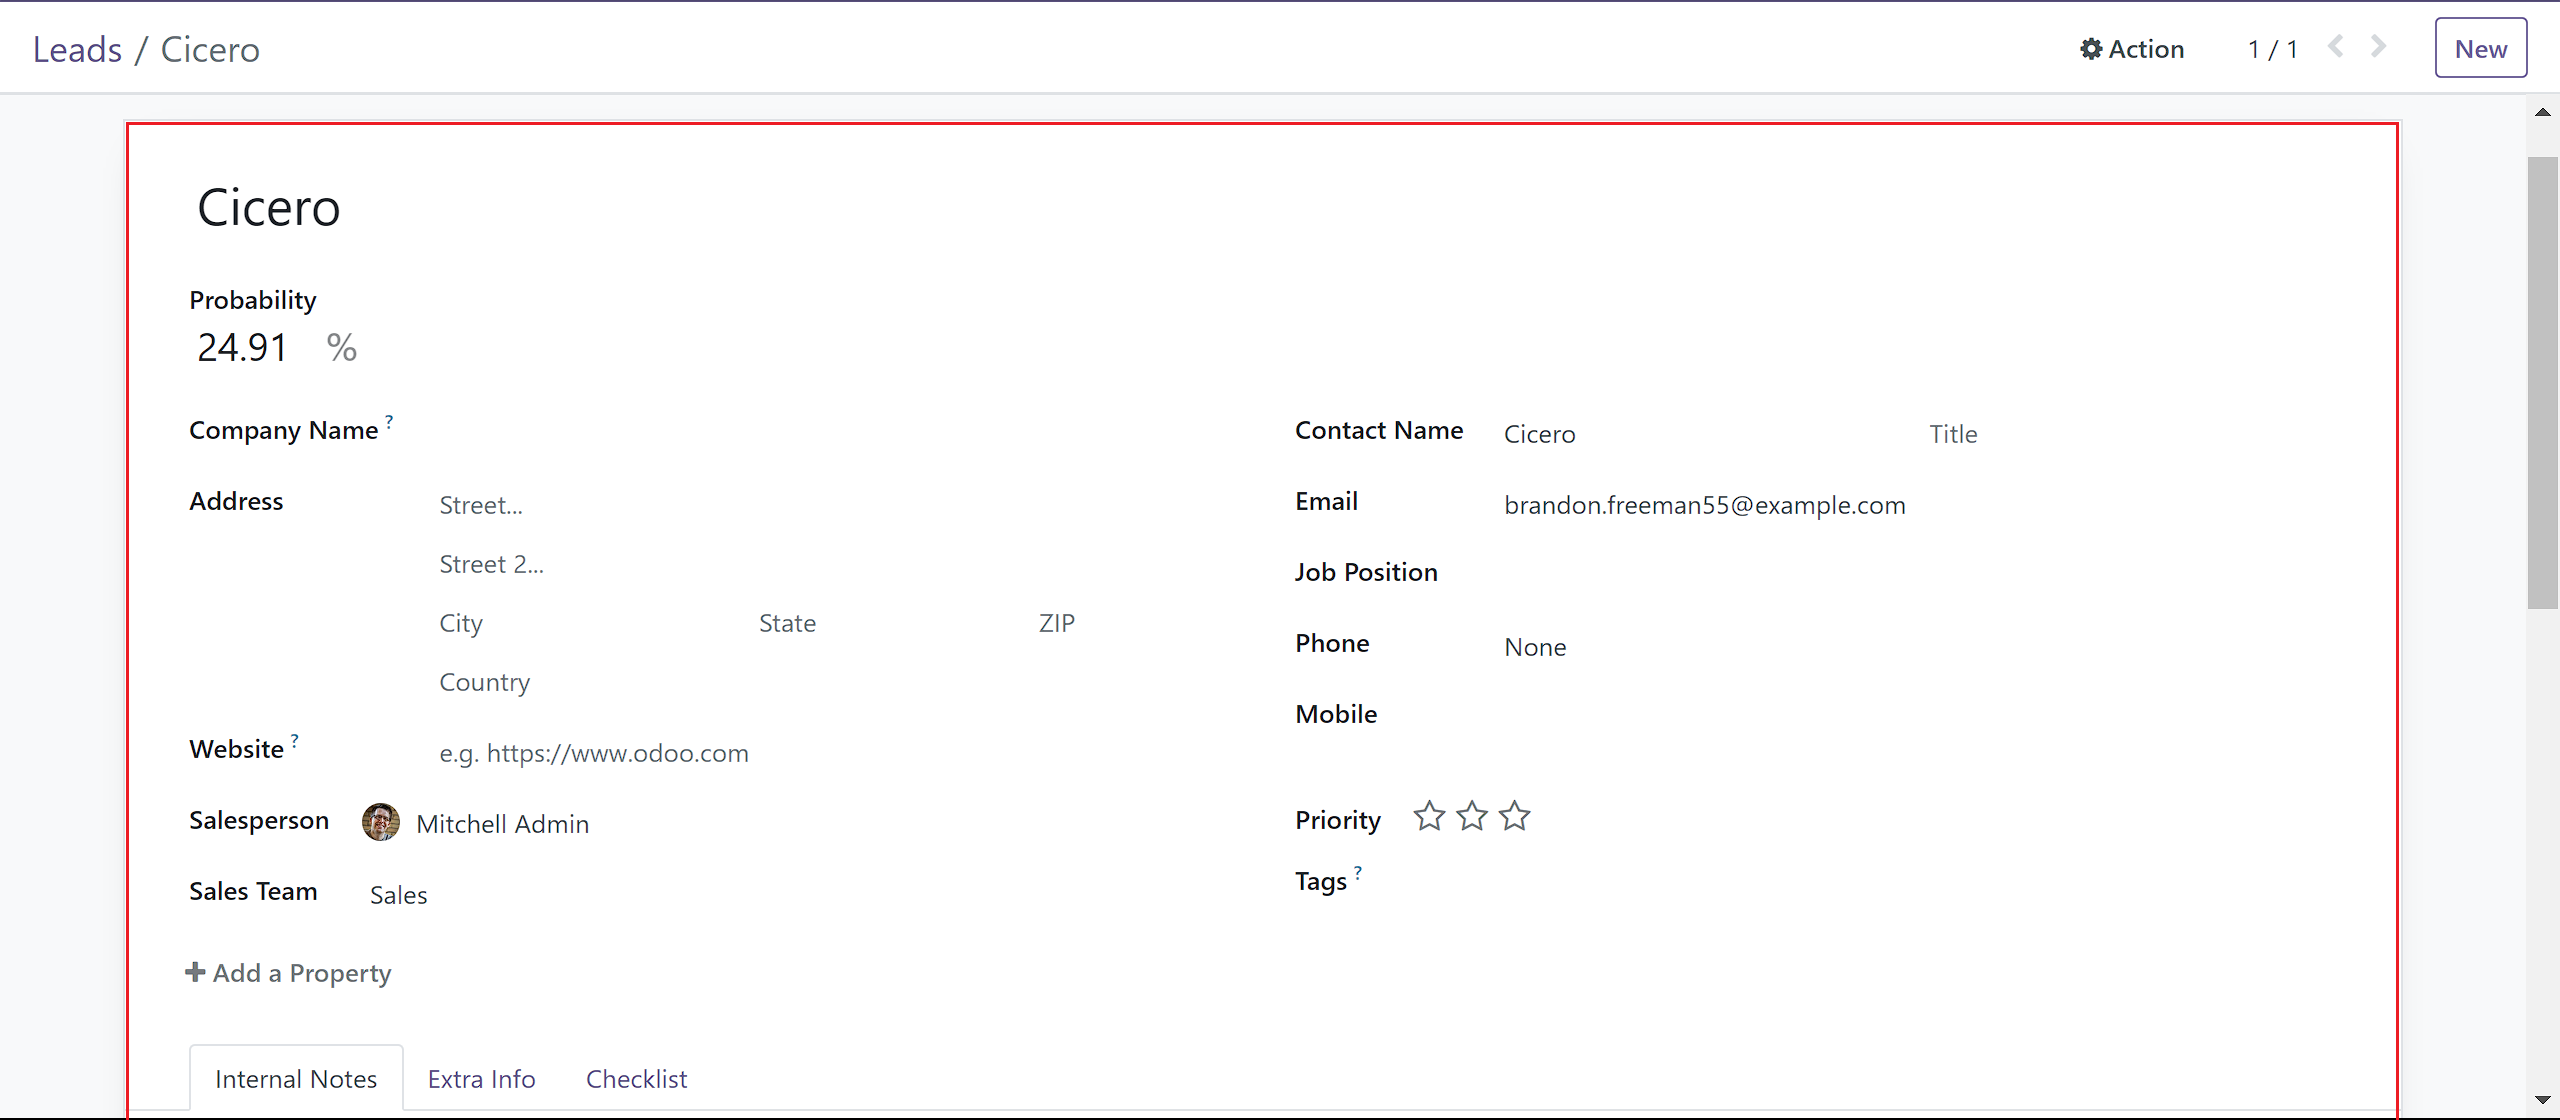 Leads / Cicero
Action 1 / 1 New
Cicero
Probability
24.91 %
Company Name ?
Address Street...
Street 2...
City State ZIP
Country
Website ? e.g. https://www.odoo.com
Salesperson Mitchell Admin
Sales Team Sales
Contact Name Cicero Title
Email brandon.freeman55@example.com
Job Position
Phone None
Mobile
Priority
Tags ?
Add a Property
Internal Notes Extra Info Checklist